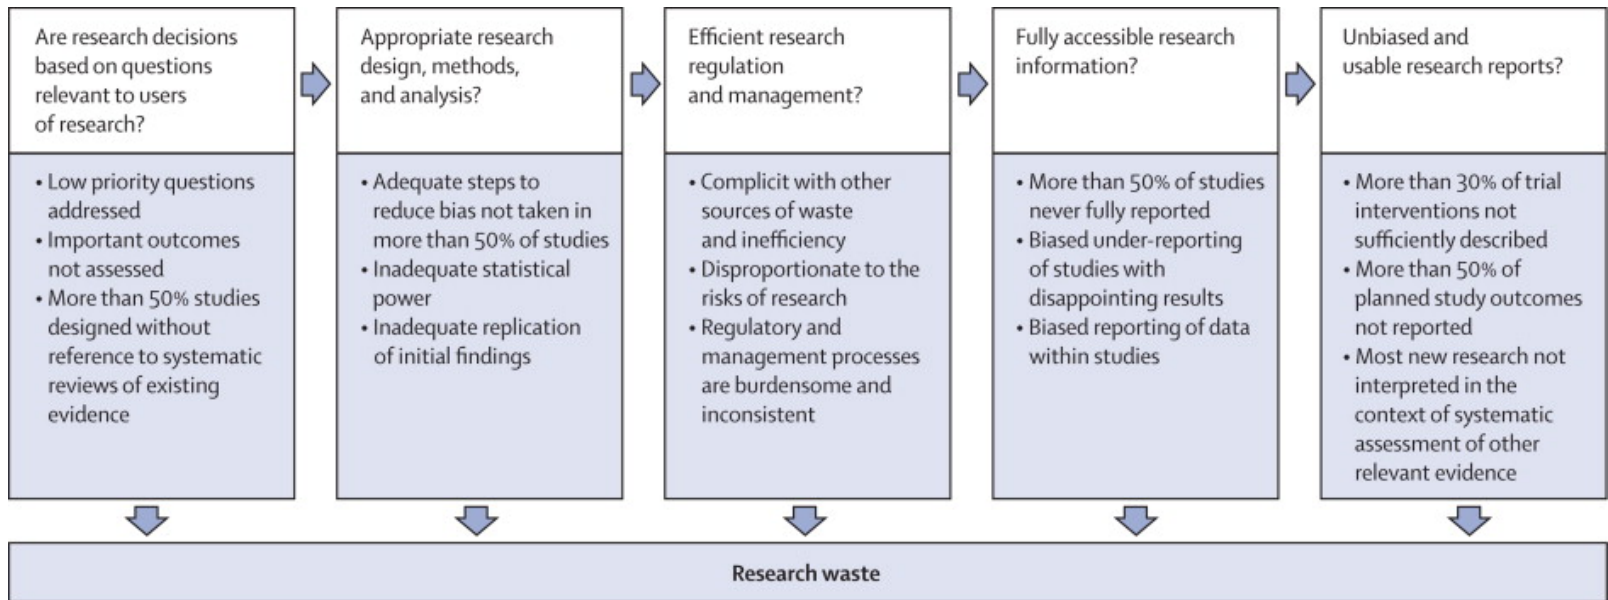 Are research decisions
based on questions
relevant to users
of research?
• Low priority questions
addressed
• Important outcomes
not assessed
• More than 50% studies
designed without
reference to systematic
reviews of existing
evidence
Appropriate research
design, methods,
and analysis?
• Adequate steps to
reduce bias not taken in
more than 50% of studies
• Inadequate statistical
power
• Inadequate replication
of initial findings
Efficient research
regulation
and management?
• Complicit with other
sources of waste
and inefficiency
• Disproportionate to the
risks of research
• Regulatory and
management processes
are burdensome and
inconsistent
Fully accessible research
information?
• More than 50% of studies
never fully reported
• Biased under-reporting
of studies with
disappointing results
• Biased reporting of data
within studies
Unbiased and
usable research reports?
• More than 30% of trial
interventions not
sufficiently described
• More than 50% of
planned study outcomes
not reported
• Most new research not
interpreted in the
context of systematic
assessment of other
relevant evidence
Research waste